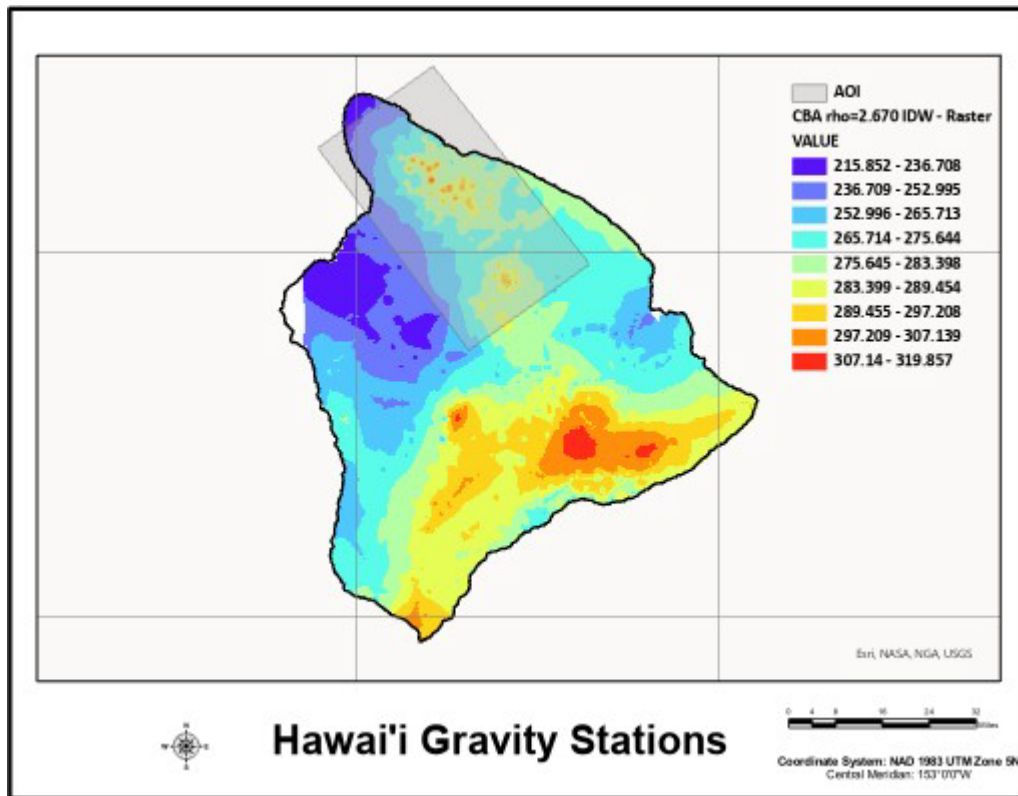 AOI
CBA rho=2.670 IDW - Raster
VALUE
215.852 - 236.708
236.709 - 252.995
252.996 - 265.713
265.714 - 275.644
275.645 - 283.398
283.399 - 289.454
289.455 - 297.208
297.209 - 307.139
307.14 - 319.857
Esri, NASA, NGA, USGS
N
W E
S
Hawai'i Gravity Stations
0 4 8 16 24 32
Miles
Coordinate System: NAD 1983 UTM Zone 5N
Central Meridian: 153°0'0"W